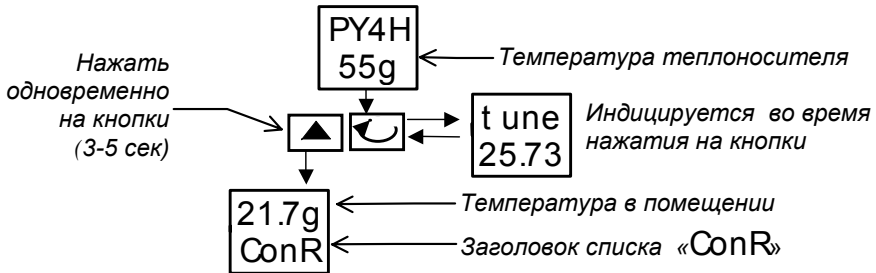 PY4H
55g
Температура теплоносителя
Нажать
одновременно
на кнопки
(3-5 сек)
t une
25.73
Индицируется во время
нажатия на кнопки
21.7g
ConR
Температура в помещении
Заголовок списка «ConR»